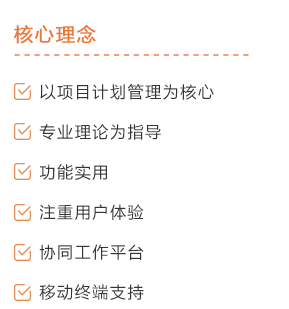 核心理念
以项目计划管理为核心
专业理论为指导
功能实用
注重用户体验
协同工作平台
移动终端支持